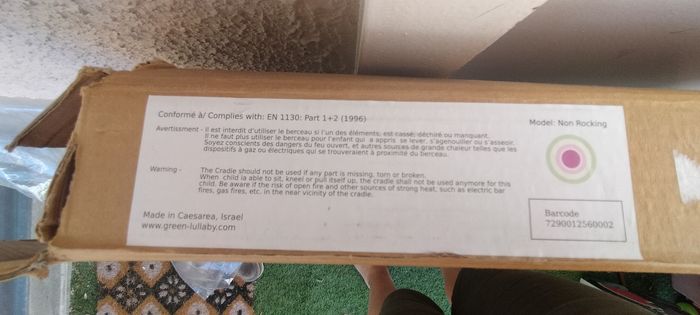 Conformé à/ Complies with: EN 1130: Part 1+2 (1996)
Model: Non Rocking
Avertissment - Il est interdit d'utiliser le berceau si l'un des éléments, est cassé, déchiré ou manquant.
Il ne faut plus utiliser le berceau pour l'enfant qui a appris se lever, s'agenouiller ou s'asseoir.
Soyez conscients des dangers du feu ouvert, et autres sources de grande chaleur telles que les
dispositifs à gaz ou électriques qui se trouveraient à proximité du berceau.
Warning - The Cradle should not be used if any part is missing, torn or broken.
When child ia able to sit, kneel or pull itself up, the cradle shall not be used anymore for this
child. Be aware if the risk of open fire and other sources of strong heat, such as electric bar
fires, gas fires, etc. in the near vicinity of the cradle.
Made in Caesarea, Israel
www.green-lullaby.com
Barcode
7290012560002